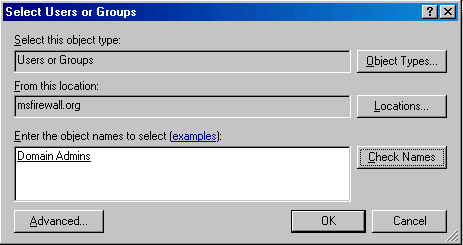 Select Users or Groups
Select this object type:
Users or Groups
Object Types...
From this location:
msfirewall.org
Locations...
Enter the object names to select (examples):
Domain Admins
Check Names
Advanced...
OK
Cancel